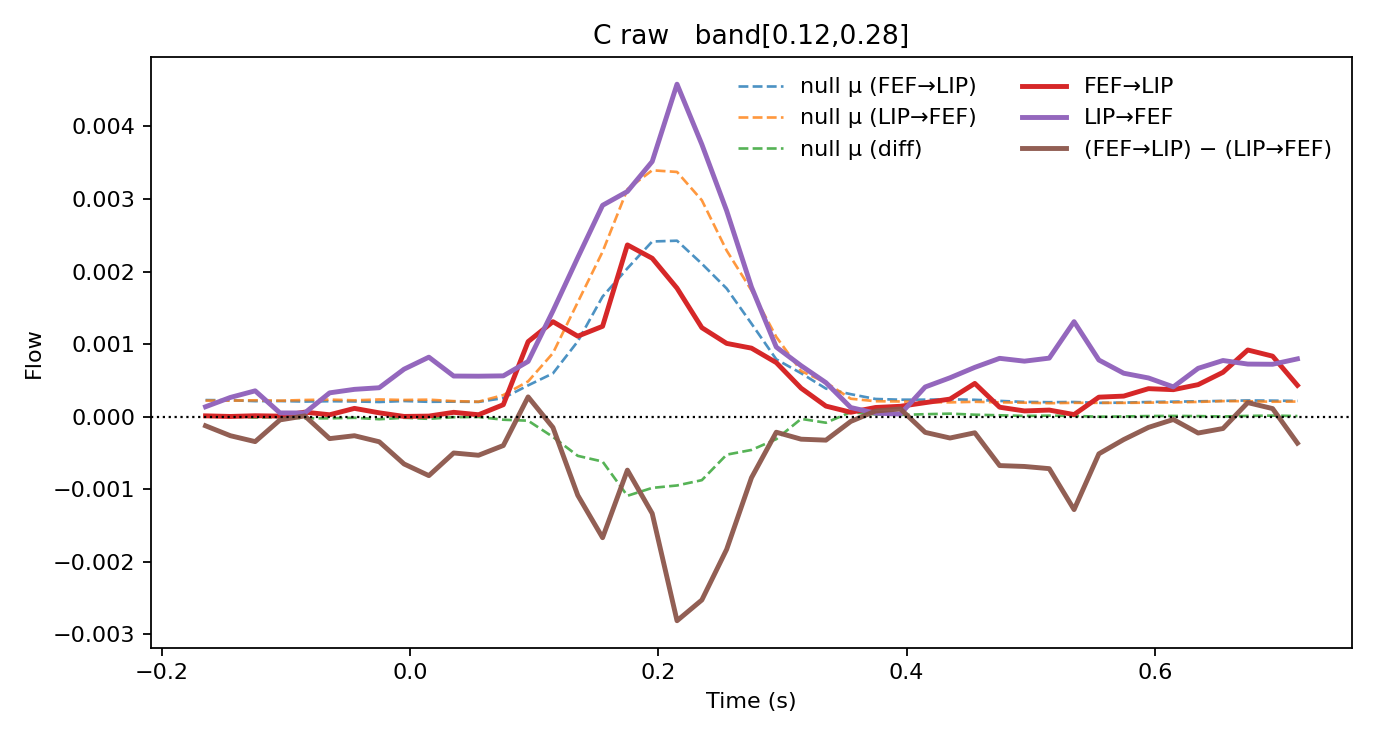 C raw   band[0.12,0.28]
null μ (FEF→LIP)
null μ (LIP→FEF)
null μ (diff)
FEF→LIP
LIP→FEF
(FEF→LIP) − (LIP→FEF)
Flow
0.004
0.003
0.002
0.001
0.000
−0.001
−0.002
−0.003
−0.2
0.0
0.2
0.4
0.6
Time (s)